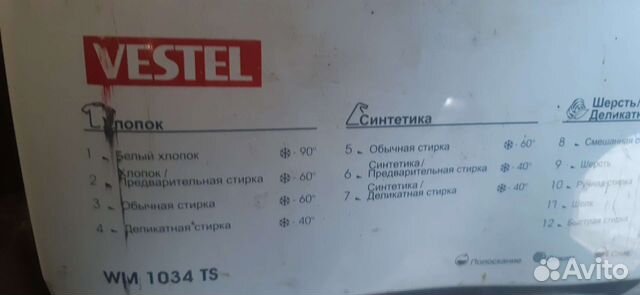 VESTEL
Хлопок
1 - Белый хлопок ❄ - 90°
2 - Хлопок / Предварительная стирка ❄ - 60°
3 - Обычная стирка ❄ - 60°
4 - Деликатная стирка ❄ - 40°
Синтетика
5 - Обычная стирка ❄ - 60°
6 - Синтетика / Предварительная стирка ❄ - 40°
7 - Синтетика / Деликатная стирка ❄ - 40°
Шерсть/
Деликатн
8 - Смешанная с
9 - Шерсть
10 - Ручная стирка
11 - Шелк
12 - Быстрая стирка
Полоскание
WM 1034 TS
Avito